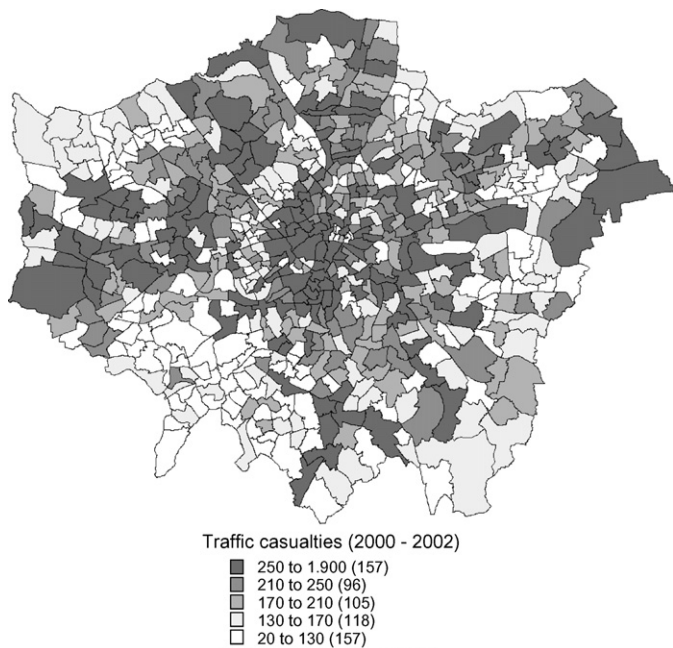 Traffic casualties (2000 - 2002)
250 to 1.900 (157)
210 to 250 (96)
170 to 210 (105)
130 to 170 (118)
20 to 130 (157)